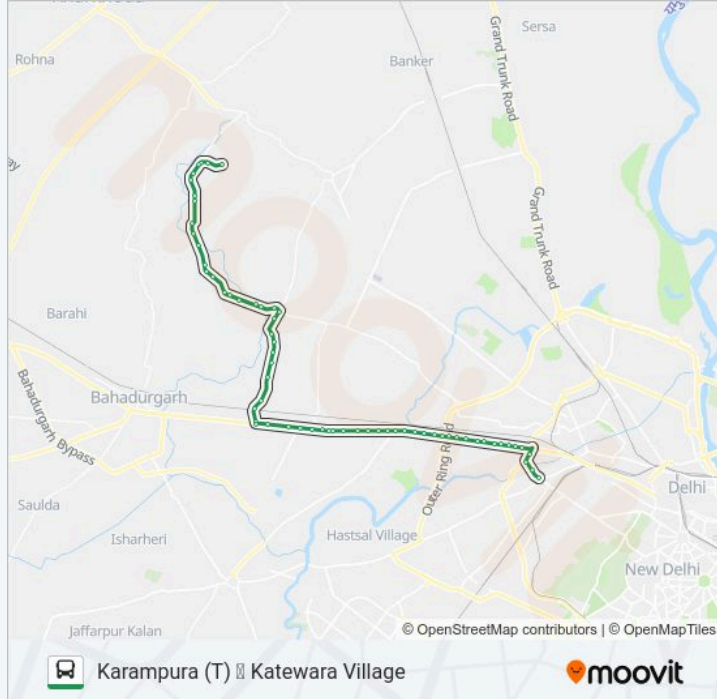 Rohna
Banker
Sersa
Grand Trunk Road
Grand Trunk Road
Barahi
Bahadurgarh
Bahadurgarh Bypass
Outer Ring Road
Delhi
Saulda
Isharheri
Hastsal Village
New Delhi
Jaffarpur Kalan
© OpenStreetMap contributors | © OpenMapTiles
Karampura (T) Katewara Village
moovit